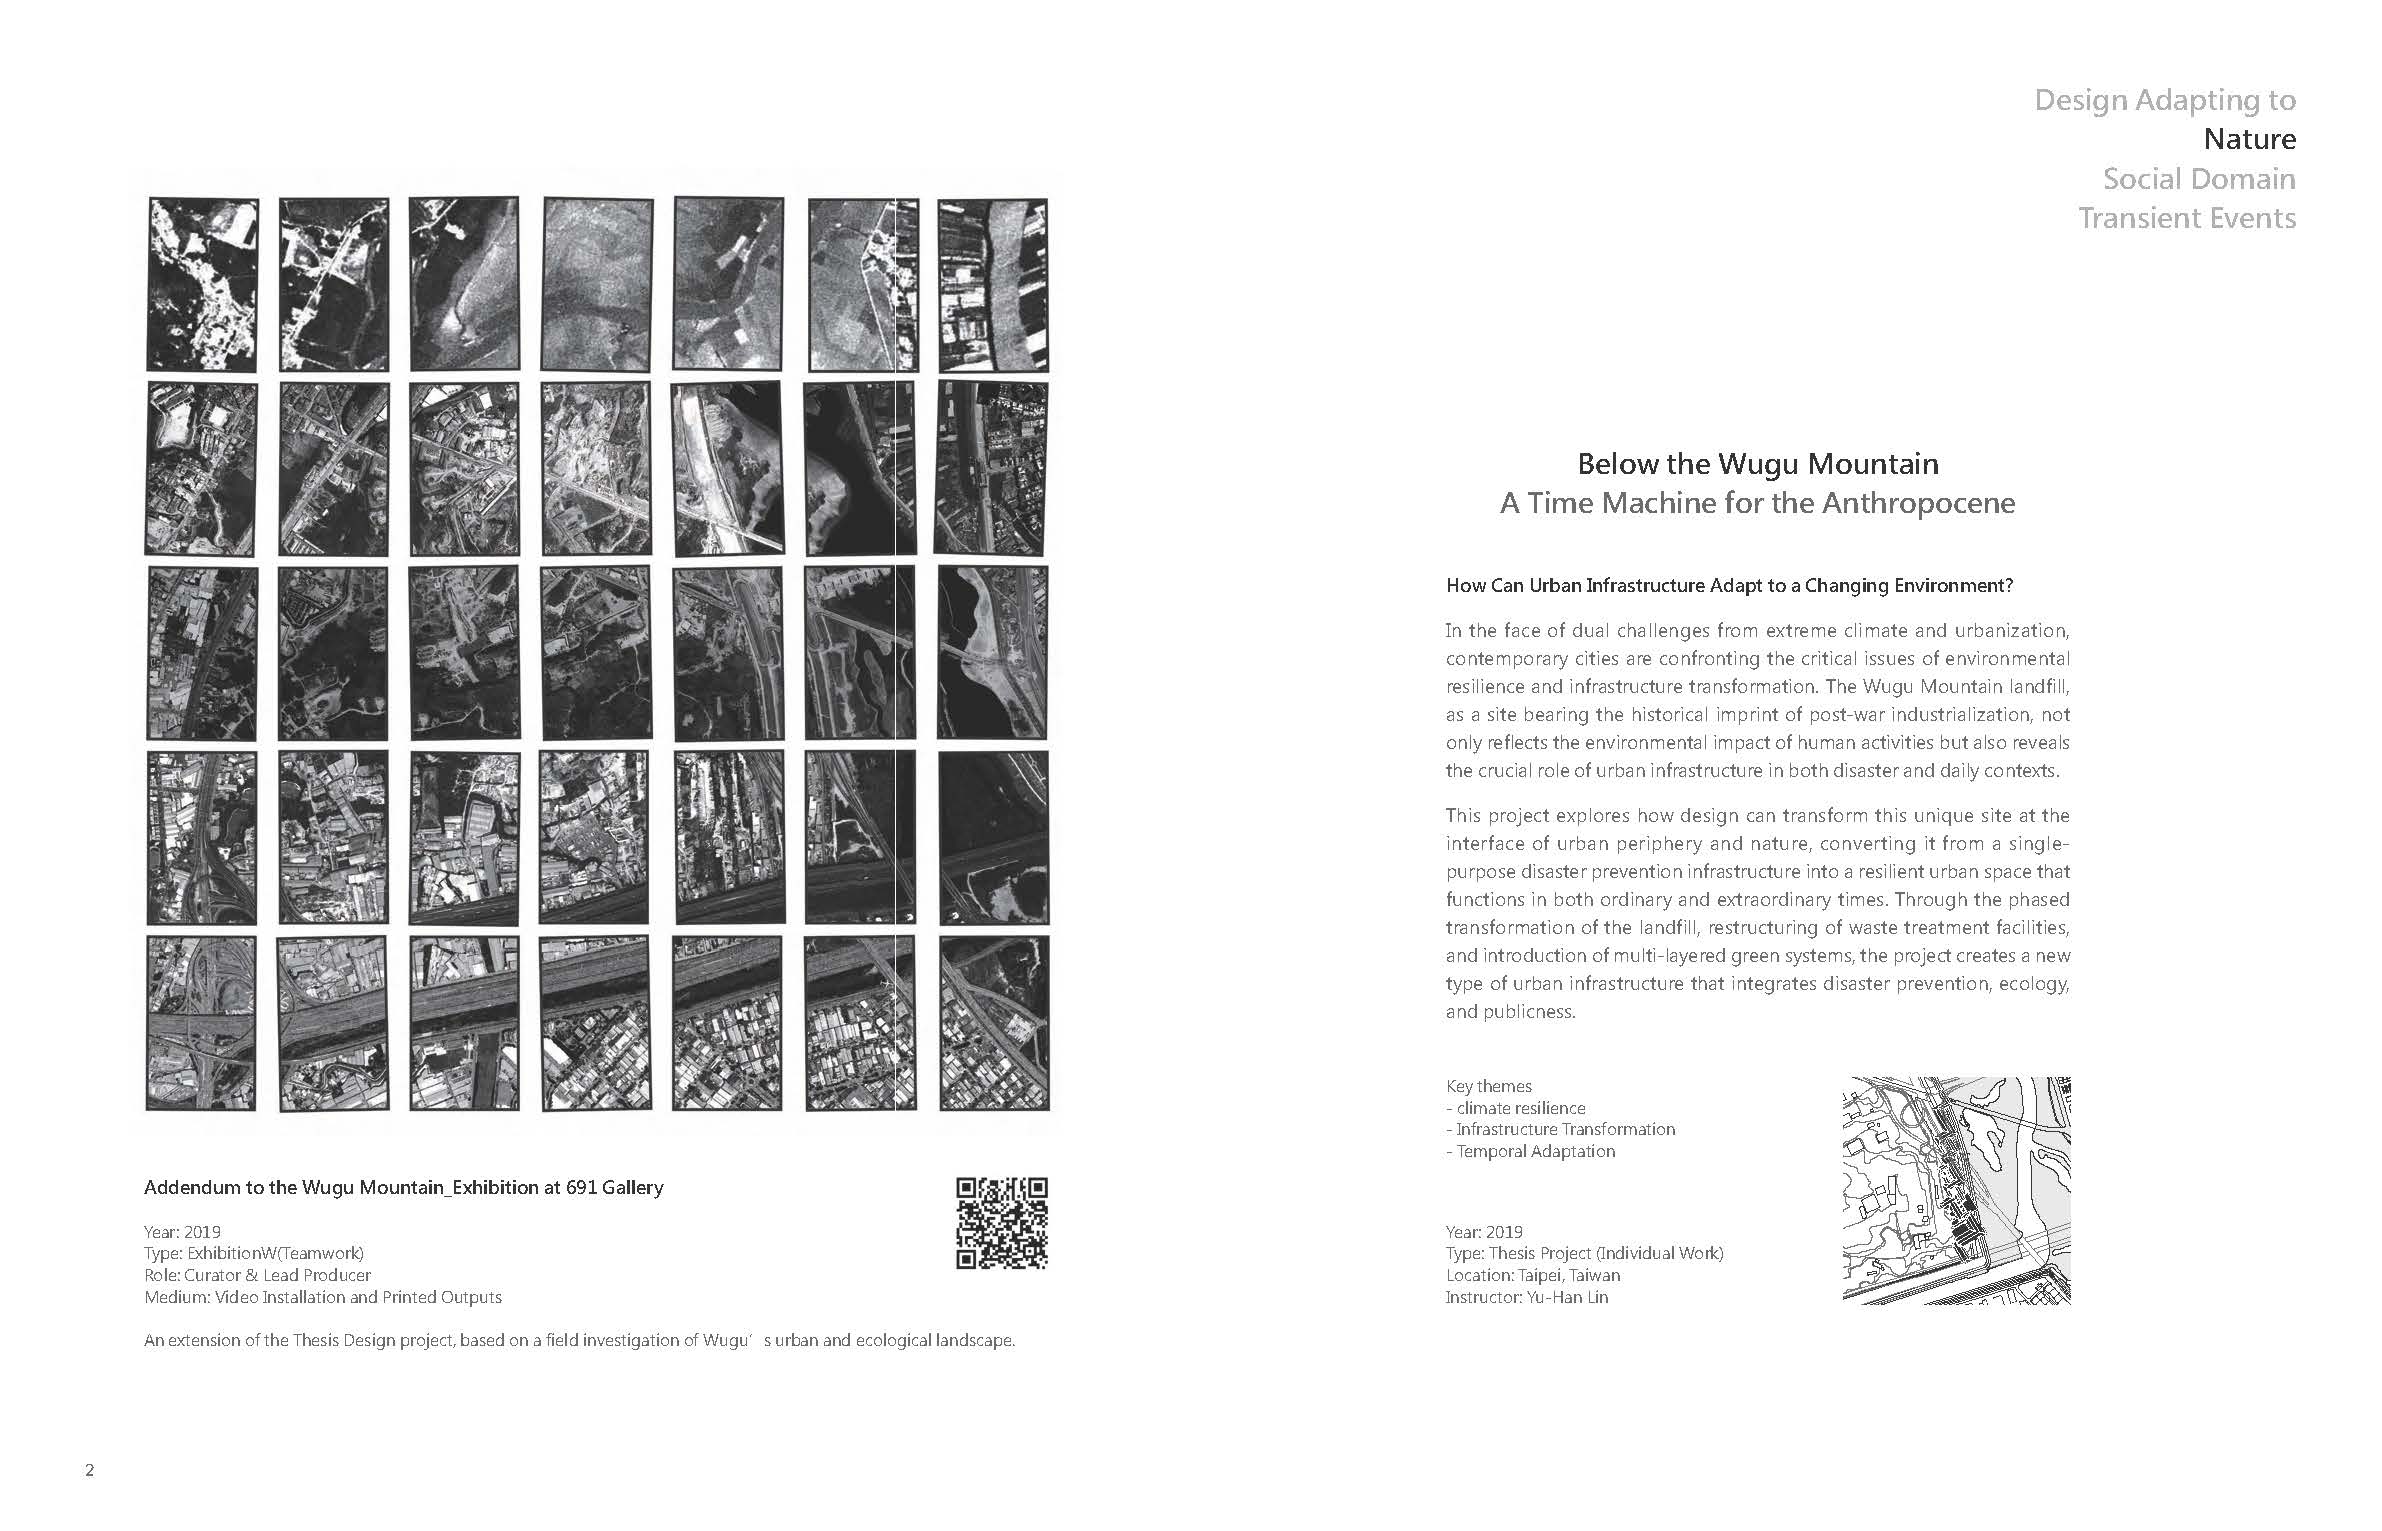 Addendum to the Wugu Mountain_Exhibition at 691 Gallery
Year: 2019
Type: ExhibitionW(Teamwork)
Role: Curator & Lead Producer
Medium: Video Installation and Printed Outputs
An extension of the Thesis Design project, based on a field investigation of Wugu′ s urban and ecological landscape.
2
Design Adapting to
Nature
Social Domain
Transient Events
Below the Wugu Mountain
A Time Machine for the Anthropocene
How Can Urban Infrastructure Adapt to a Changing Environment?
In the face of dual challenges from extreme climate and urbanization,
contemporary cities are confronting the critical issues of environmental
resilience and infrastructure transformation. The Wugu Mountain landfill,
as a site bearing the historical imprint of post-war industrialization, not
only reflects the environmental impact of human activities but also reveals
the crucial role of urban infrastructure in both disaster and daily contexts.
This project explores how design can transform this unique site at the
interface of urban periphery and nature, converting it from a single-
purpose disaster prevention infrastructure into a resilient urban space that
functions in both ordinary and extraordinary times. Through the phased
transformation of the landfill, restructuring of waste treatment facilities,
and introduction of multi-layered green systems, the project creates a new
type of urban infrastructure that integrates disaster prevention, ecology,
and publicness.
Key themes
- climate resilience
- Infrastructure Transformation
- Temporal Adaptation
Year: 2019
Type: Thesis Project (Individual Work)
Location: Taipei, Taiwan
Instructor: Yu-Han Lin